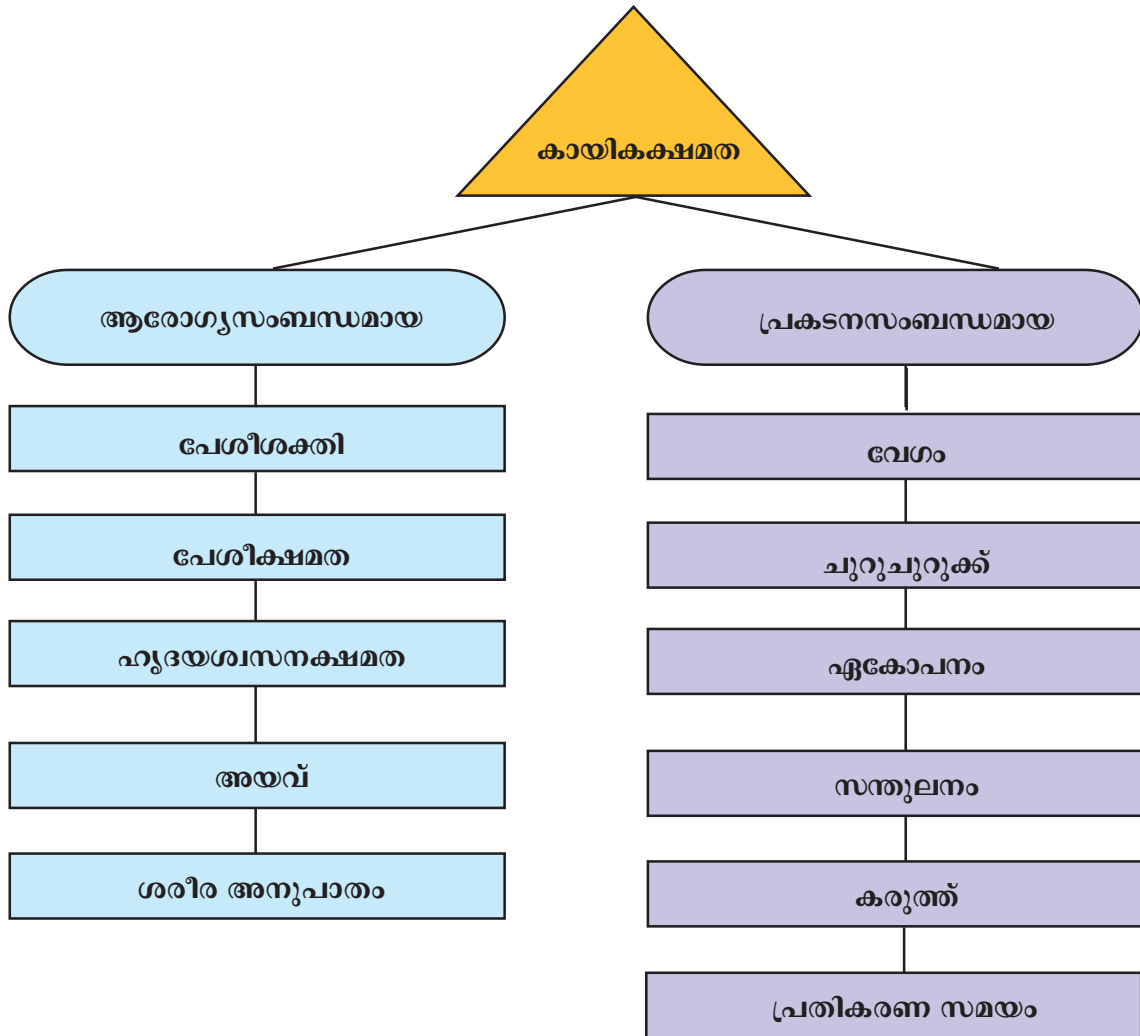 കായികക്ഷമത
ആരോഗ്യസംബന്ധമായ
പേശീശക്തി
പേശീക്ഷമത
ഹൃദയശ്വസനക്ഷമത
അയവ്
ശരീര അനുപാതം
പ്രകടനസംബന്ധമായ
വേഗം
ചുറുചുറുക്ക്
ഏകോപനം
സന്തുലനം
കരുത്ത്
പ്രതികരണ സമയം